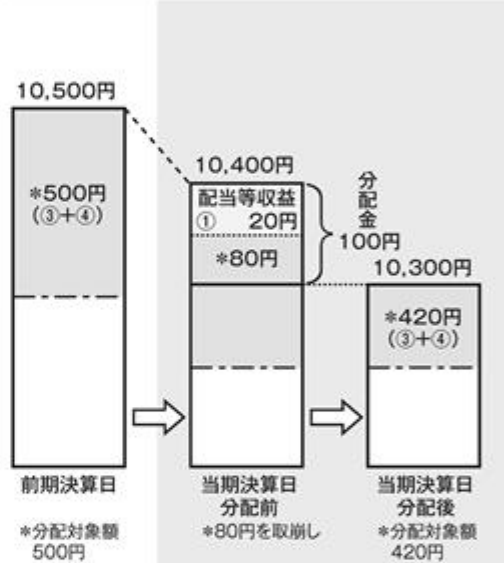 10,500円
*500円
(③+④)
前期決算日
*分配対象額
500円
10,400円
配当等収益
① 20円
*80円
分配金
100円
当期決算日
分配前
*80円を取崩し
10,300円
*420円
(③+④)
当期決算日
分配後
*分配対象額
420円